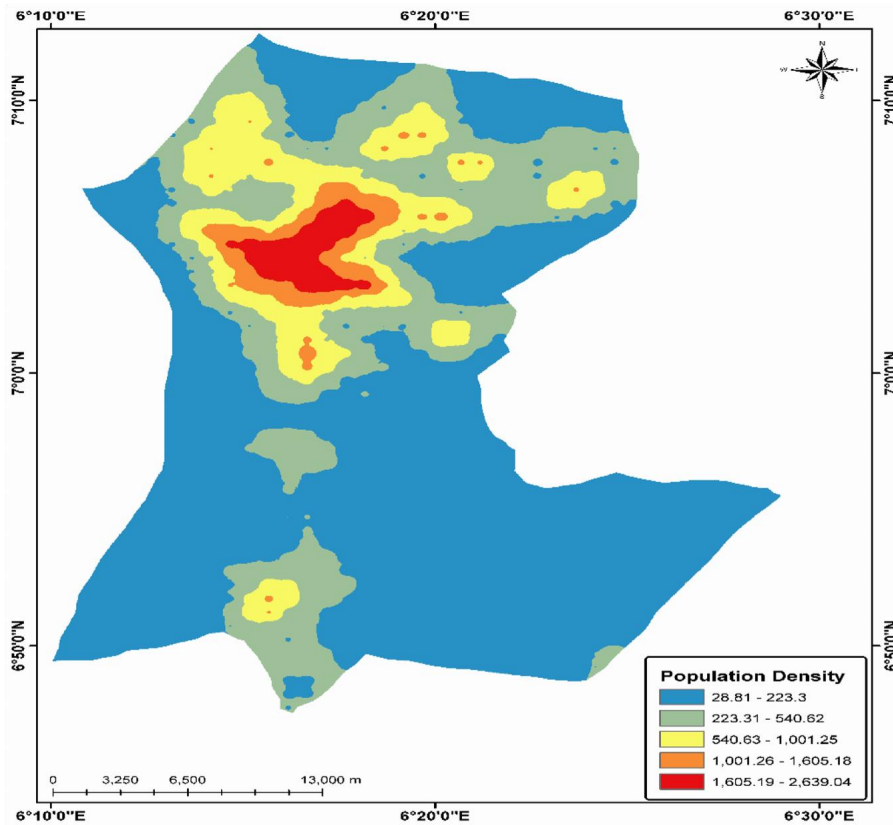 6°10'0"E 6°20'0"E 6°30'0"E
N
W
S
7°10'0"N 7°10'0"N
7°0'0"N 7°0'0"N
6°50'0"N 6°50'0"N
Population Density
28.81 - 223.3
223.31 - 540.62
540.63 - 1,001.25
1,001.26 - 1,605.18
1,605.19 - 2,639.04
0 3,250 6,500 13,000 m
6°10'0"E 6°20'0"E 6°30'0"E